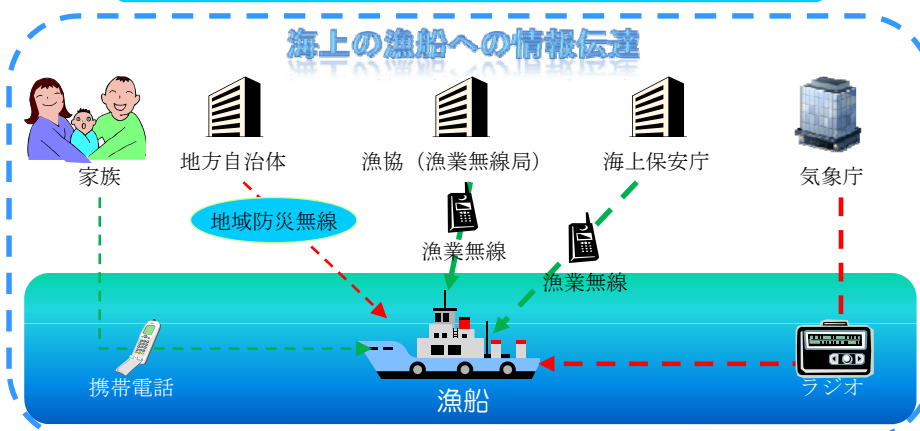 海上の漁船への情報伝達
家族
地方自治体
漁協（漁業無線局）
海上保安庁
気象庁
地域防災無線
漁業無線
漁業無線
携帯電話
漁船
ラジオ